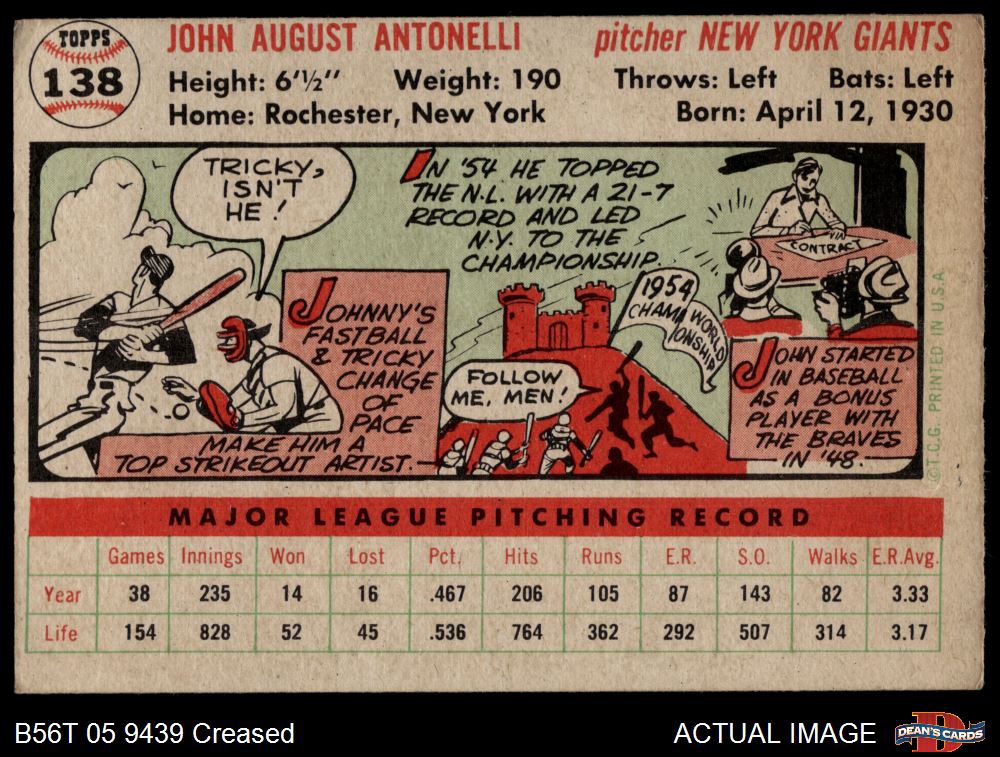 TOPPS
138
JOHN AUGUST ANTONELLI pitcher NEW YORK GIANTS
Height: 6'½" Weight: 190 Throws: Left Bats: Left
Home: Rochester, New York Born: April 12, 1930
TRICKY,
ISN'T
HE!
JOHNNY'S
FASTBALL
& TRICKY
CHANGE
OF
PACE
MAKE HIM A
TOP STRIKEOUT ARTIST.
IN '54 HE TOPPED
THE N.L. WITH A 21-7
RECORD AND LED
N.Y. TO THE
CHAMPIONSHIP.
1954
WORLD
CHAMPIONSHIP
FOLLOW
ME, MEN!
CONTRACT
JOHN STARTED
IN BASEBALL
AS A BONUS
PLAYER WITH
THE BRAVES
IN '48.
©T.C.G. PRINTED IN U.S.A.
MAJOR LEAGUE PITCHING RECORD
Games Innings Won Lost Pct. Hits Runs E.R. S.O. Walks E.R.Avg.
Year 38 235 14 16 .467 206 105 87 143 82 3.33
Life 154 828 52 45 .536 764 362 292 507 314 3.17
B56T 05 9439 Creased ACTUAL IMAGE
D
DEAN'S CARDS